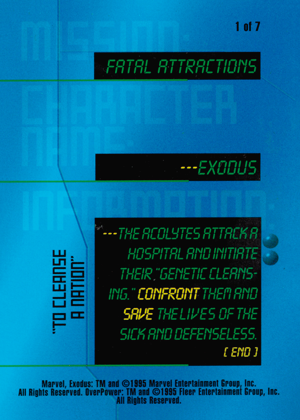 1 of 7
MISSION:
FATAL ATTRACTIONS
CHARACTER
NAME:
---EXODUS
INFORMATION:
---THE ACOLYTES ATTACK A
HOSPITAL AND INITIATE
THEIR, "GENETIC CLEANS-
ING." CONFRONT THEM AND
SAVE THE LIVES OF THE
SICK AND DEFENSELESS.
[ END ]
"TO CLEANSE
A NATION"
Marvel, Exodus: TM and ©1995 Marvel Entertainment Group, Inc.
All Rights Reserved. OverPower: TM and ©1995 Fleer Entertainment Group, Inc.
All Rights Reserved.